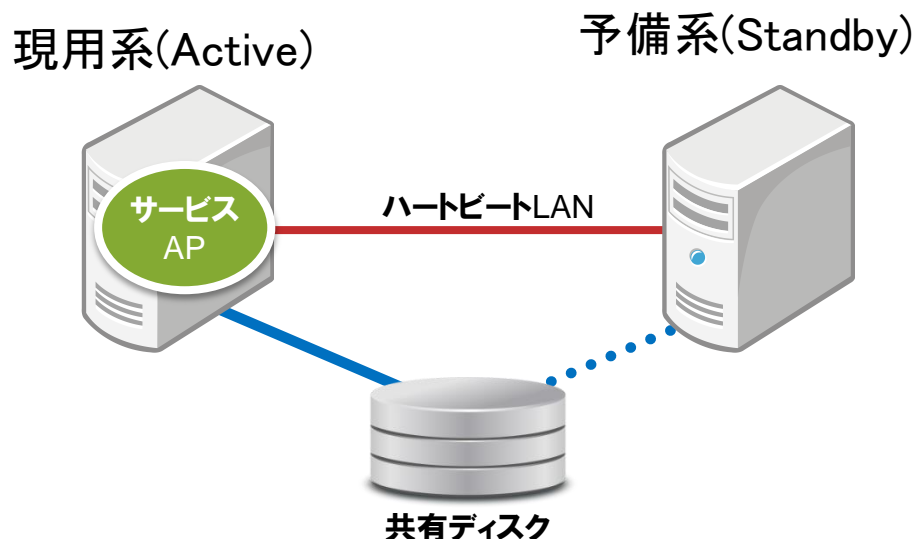 現用系(Active)
予備系(Standby)
サービス
AP
ハートビートLAN
共有ディスク